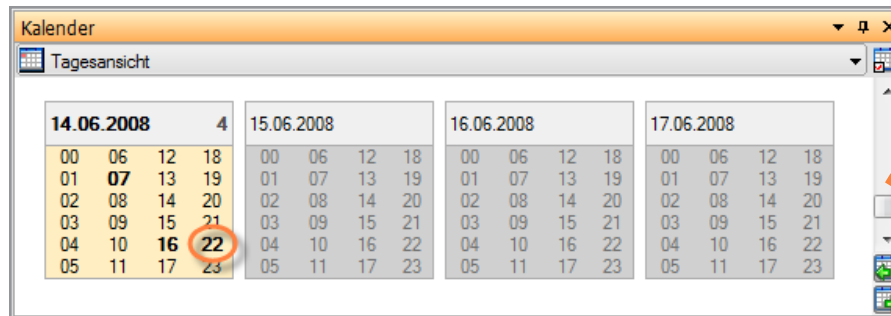 Kalender
Tagesansicht
14.06.2008 4 15.06.2008 16.06.2008 17.06.2008
00 06 12 18 00 06 12 18 00 06 12 18 00 06 12 18
01 07 13 19 01 07 13 19 01 07 13 19 01 07 13 19
02 08 14 20 02 08 14 20 02 08 14 20 02 08 14 20
03 09 15 21 03 09 15 21 03 09 15 21 03 09 15 21
04 10 16 22 04 10 16 22 04 10 16 22 04 10 16 22
05 11 17 23 05 11 17 23 05 11 17 23 05 11 17 23